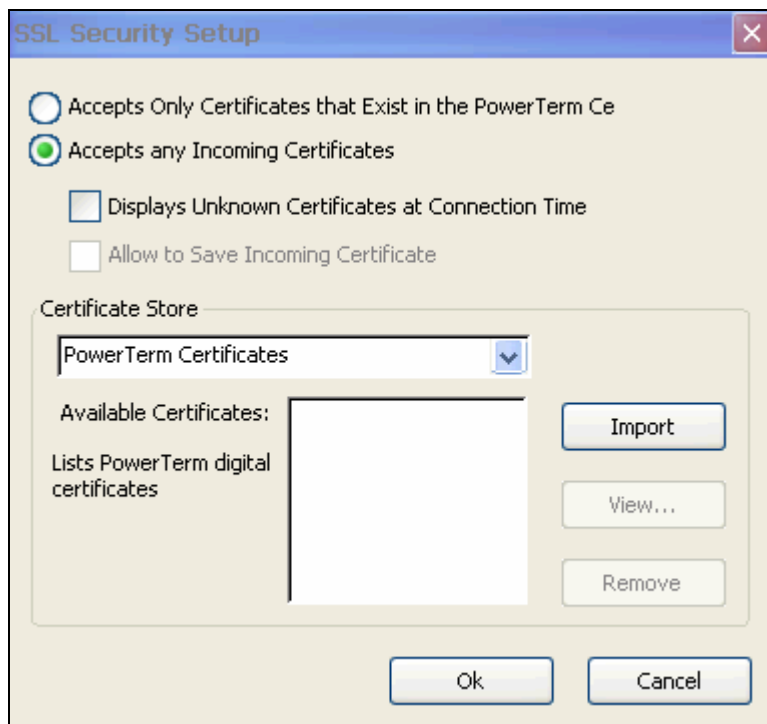 SSL Security Setup
Accepts Only Certificates that Exist in the PowerTerm Ce
Accepts any Incoming Certificates
Displays Unknown Certificates at Connection Time
Allow to Save Incoming Certificate
Certificate Store
PowerTerm Certificates
Available Certificates:
Lists PowerTerm digital
certificates
Import
View...
Remove
Ok
Cancel